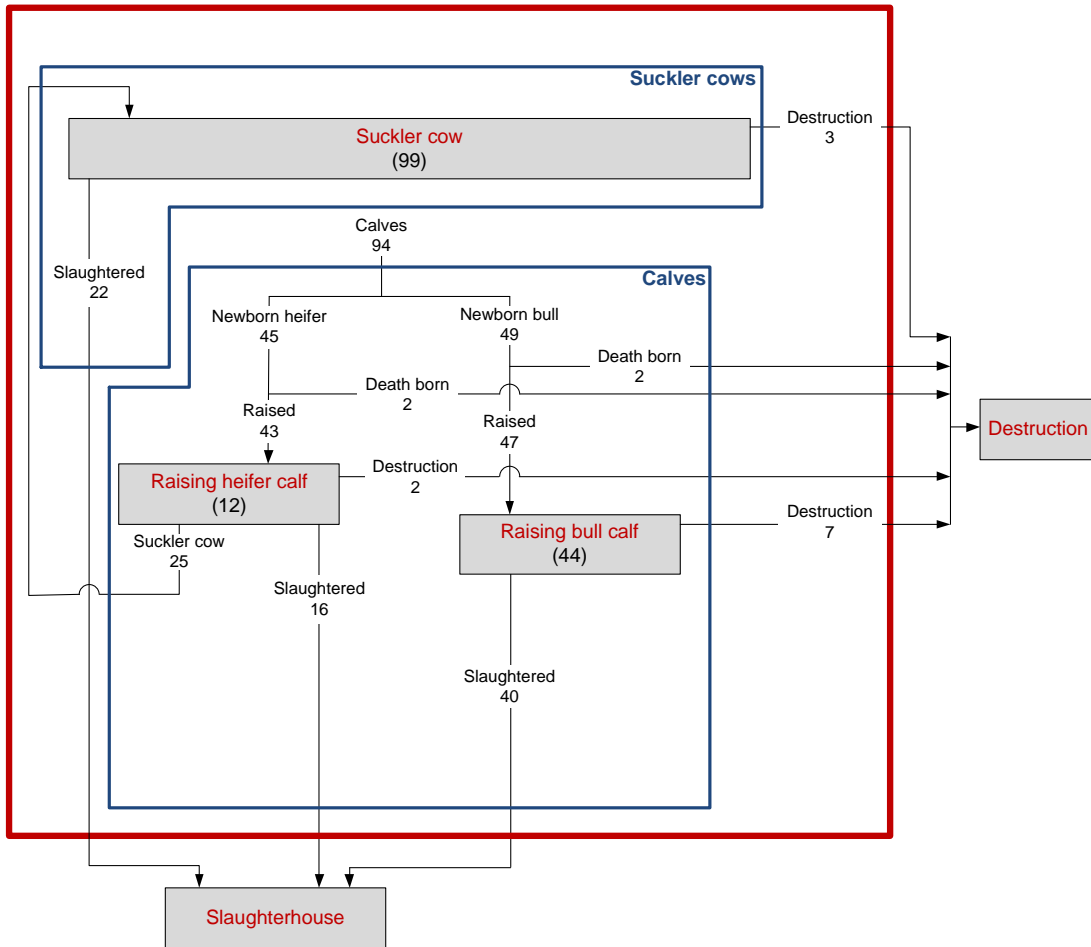 Suckler cows
Destruction
3
Suckler cow
(99)
Calves
94
Slaughtered
22
Calves
Newborn heifer
45
Newborn bull
49
Death born
2
Death born
2
Raised
43
Raised
47
Destruction
Destruction
2
Raising heifer calf
(12)
Destruction
7
Raising bull calf
(44)
Suckler cow
25
Slaughtered
16
Slaughtered
40
Slaughterhouse